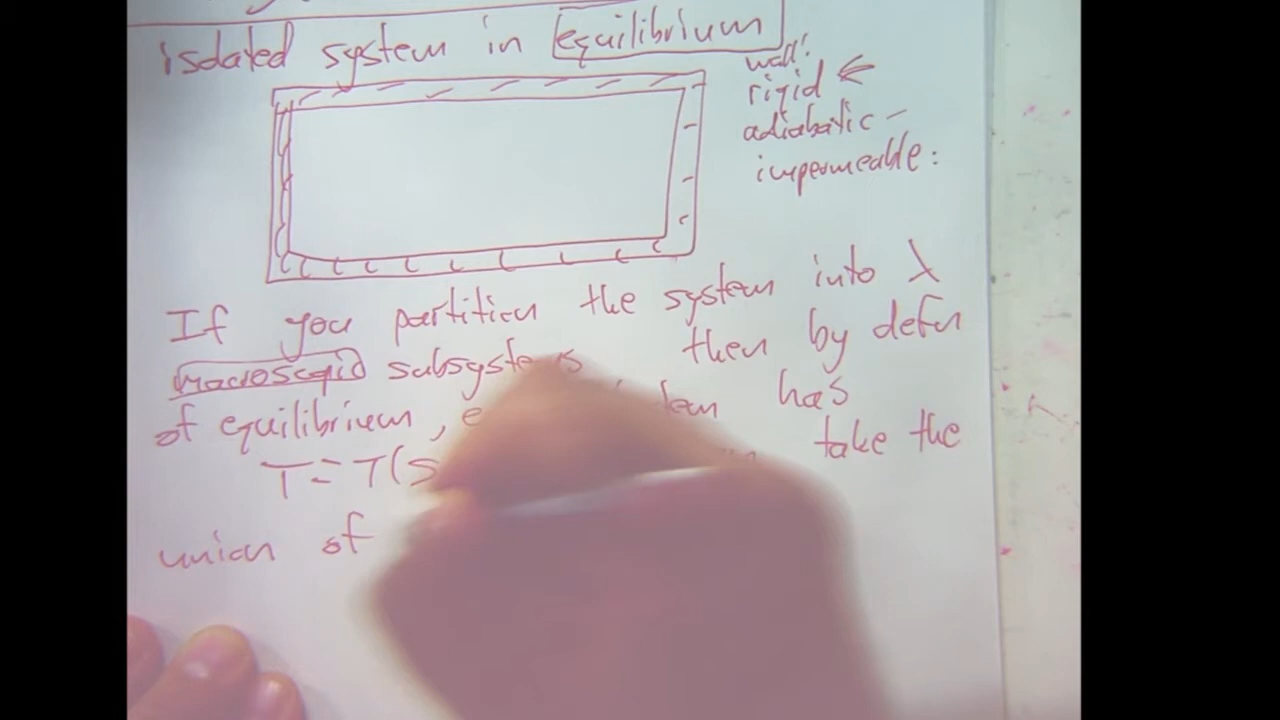 isolated system in equilibrium
wall:
rigid ←
adiabatic -
impermeable:
If you partition the system into λ
macroscopic subsystems then by defn
of equilibrium, has
T = T(S take the
union of